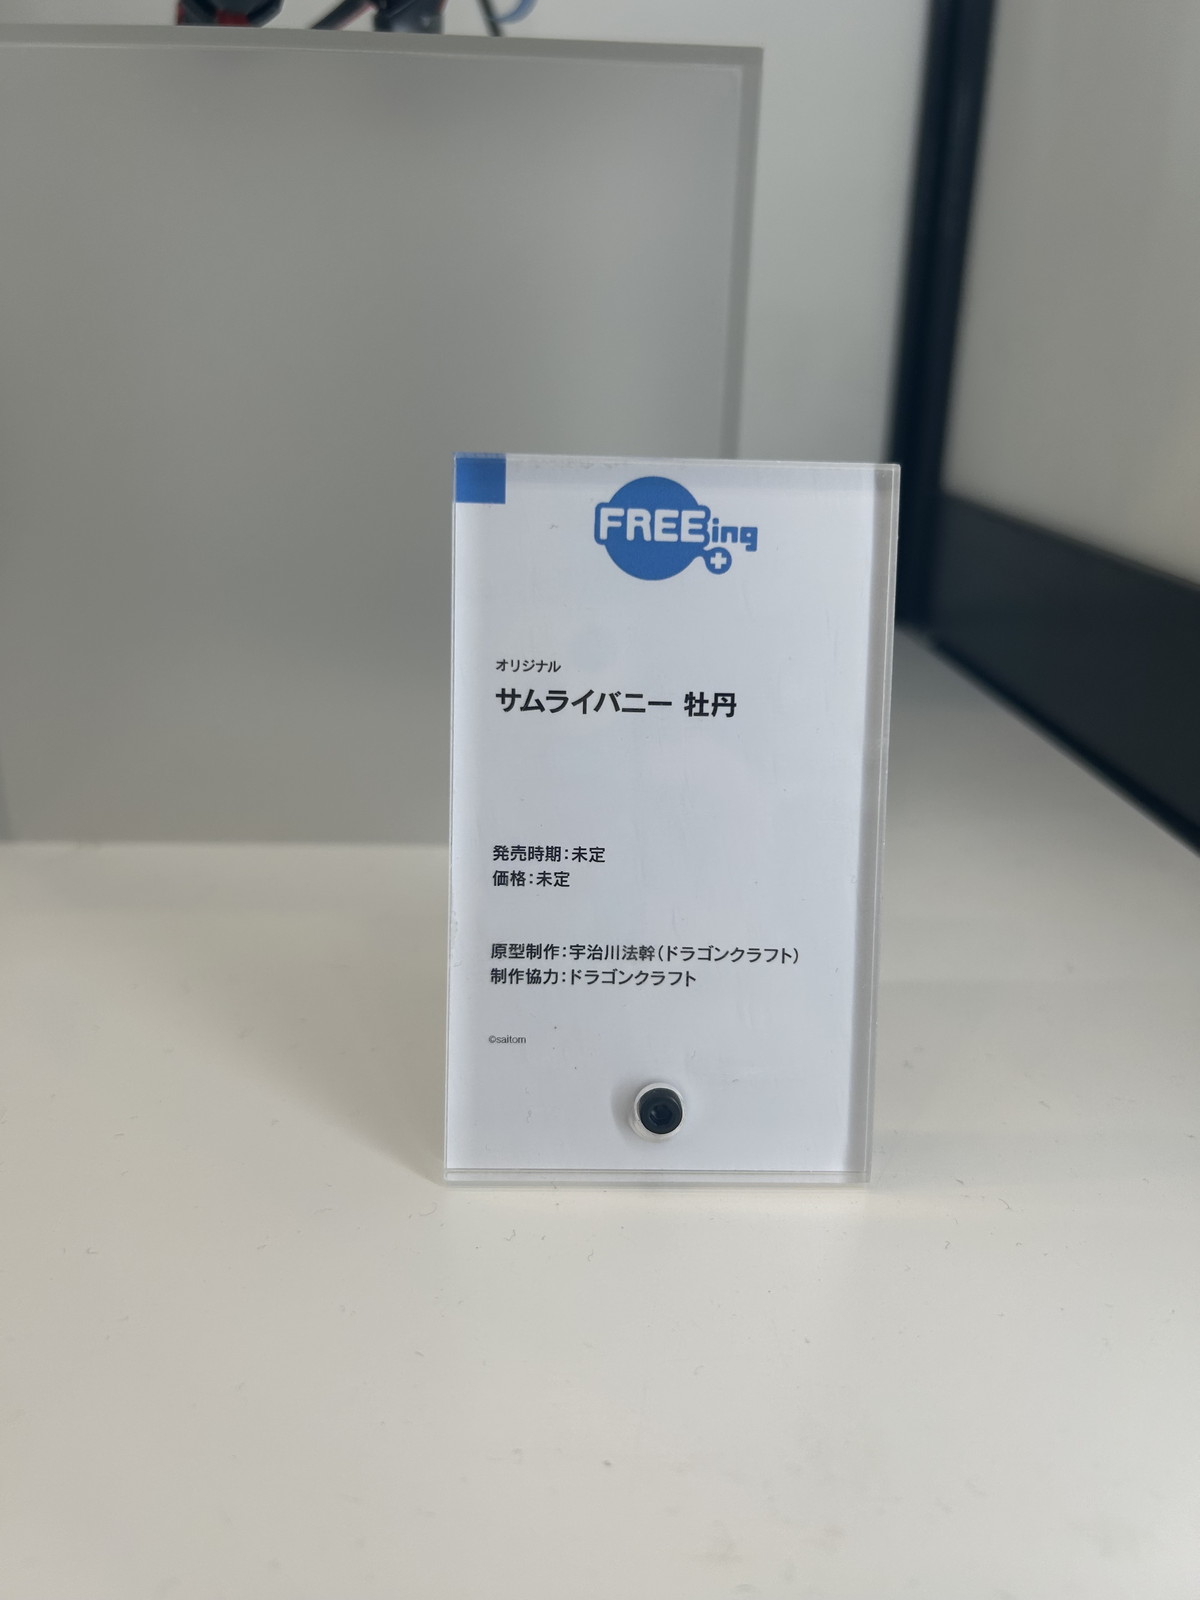 FREEing
オリジナル
サムライバニー 牡丹
発売時期：未定
価格：未定
原型制作：宇治川法幹（ドラゴンクラフト）
制作協力：ドラゴンクラフト
©saitom